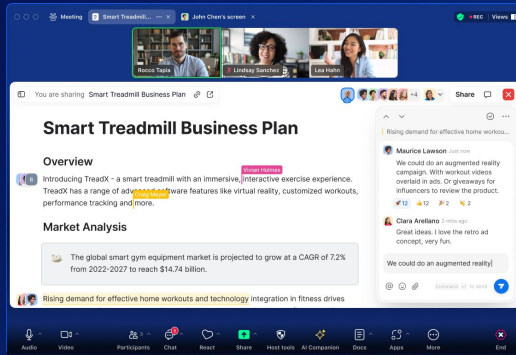 Meeting
Smart Treadmill... ... ×
John Chen's screen ×
REC
Views
Rocco Tapia
Lindsay Sanchez
Lea Hahn
You are sharing Smart Treadmill Business Plan
+4
Share
Smart Treadmill Business Plan
Overview
Vivian Holmes
Introducing TreadX - a smart treadmill with an immersive, interactive exercise experience.
TreadX has a range of advanced software features like virtual reality, customized workouts,
performance tracking and more.
Market Analysis
The global smart gym equipment market is projected to grow at a CAGR of 7.2%
from 2022-2027 to reach $14.74 billion.
Rising demand for effective home workouts and technology integration in fitness drives
Rising demand for effective home workou...
Maurice Lawson Just now
We could do an augmented reality
campaign. With workout videos
overlaid in ads. Or giveaways for
influencers to review the product.
12 12 2 2
Clara Arellano 2 mins ago
Great ideas. I love the retro ad
concept, very fun.
We could do an augmented reality
Audio
Video
3
Participants
Chat
React
Share
Host tools
AI Companion
Docs
Apps
More
End